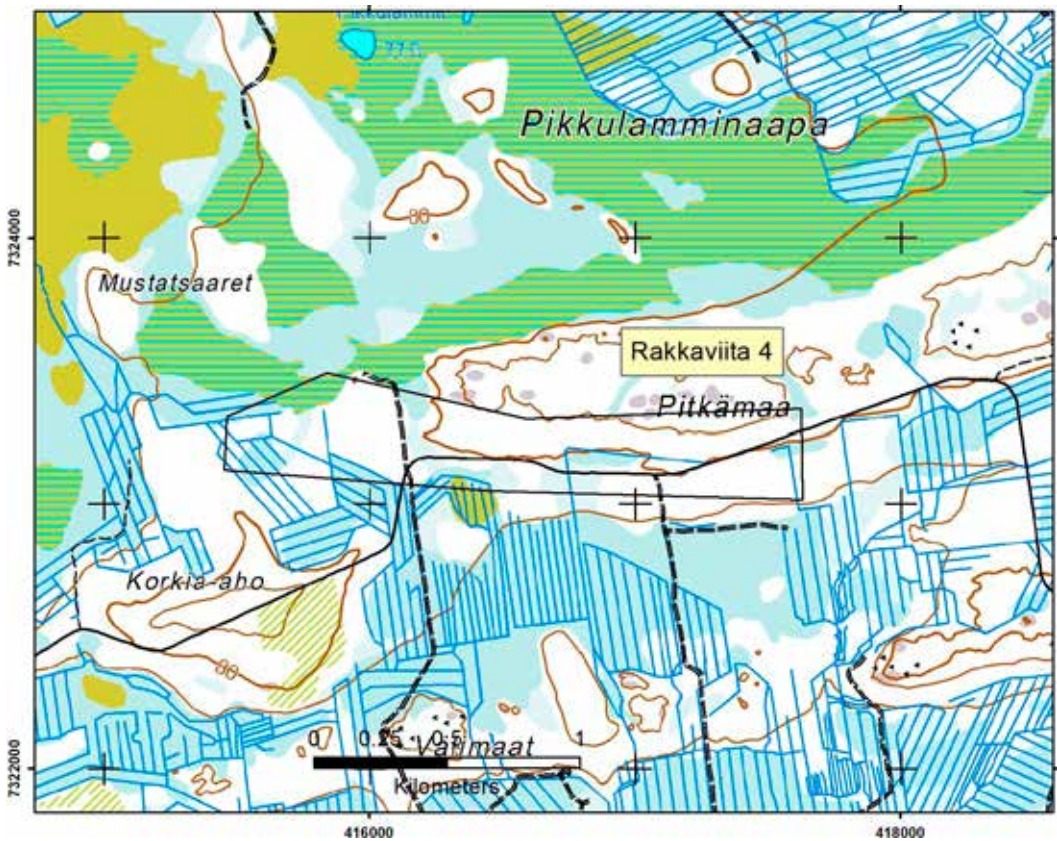 Pikkulamminaapa
80
7324000
Mustatsaaret
Rakkaviita 4
Pitkämaa
Korkia-aho
80
0 0.25 0.5 1
Välimaat
Kilometers
7322000
416000 418000